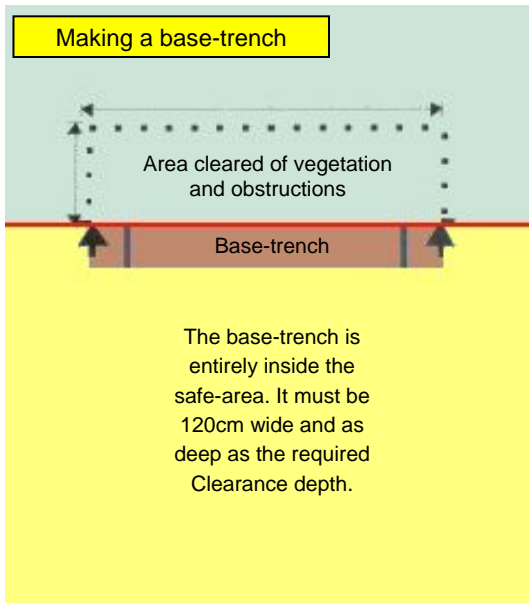 Making a base-trench
Area cleared of vegetation
and obstructions
Base-trench
The base-trench is
entirely inside the
safe-area. It must be
120cm wide and as
deep as the required
Clearance depth.